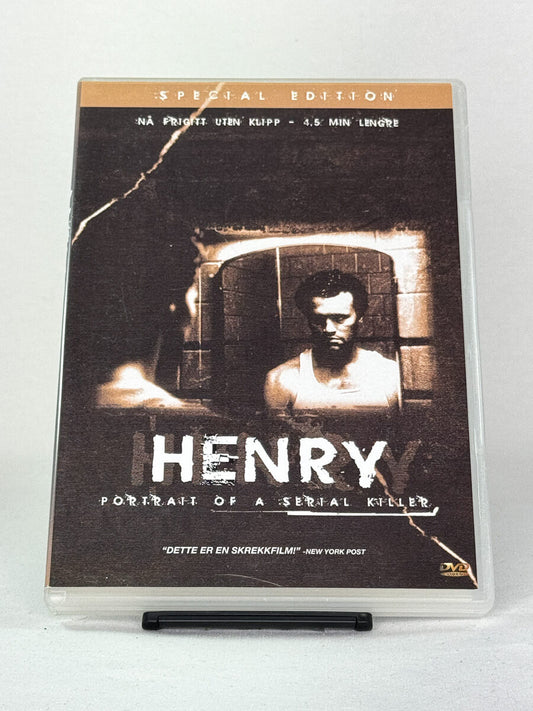 SPECIAL EDITION
NÅ FRIGITT UTEN KLIPP - 4,5 MIN LENGRE
HENRY
PORTRAIT OF A SERIAL KILLER
"DETTE ER EN SKREKKFILM!" -NEW YORK POST
DVD